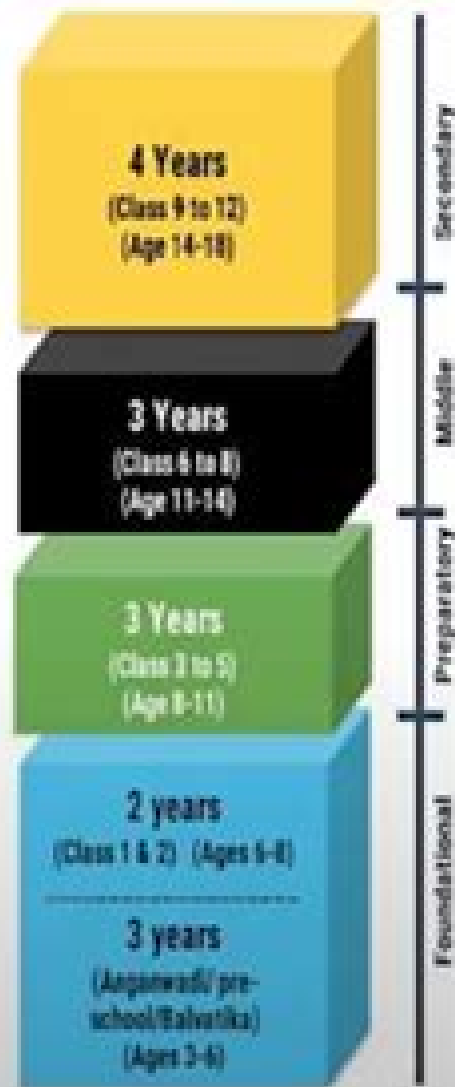 4 Years
(Class 9 to 12)
(Age 14-18)
Secondary
3 Years
(Class 6 to 8)
(Age 11-14)
Middle
3 Years
(Class 3 to 5)
(Age 8-11)
Preparatory
2 years
(Class 1 & 2) (Ages 6-8)
3 years
(Anganwadi/ pre-
school/Balvatika)
(Ages 3-6)
Foundational